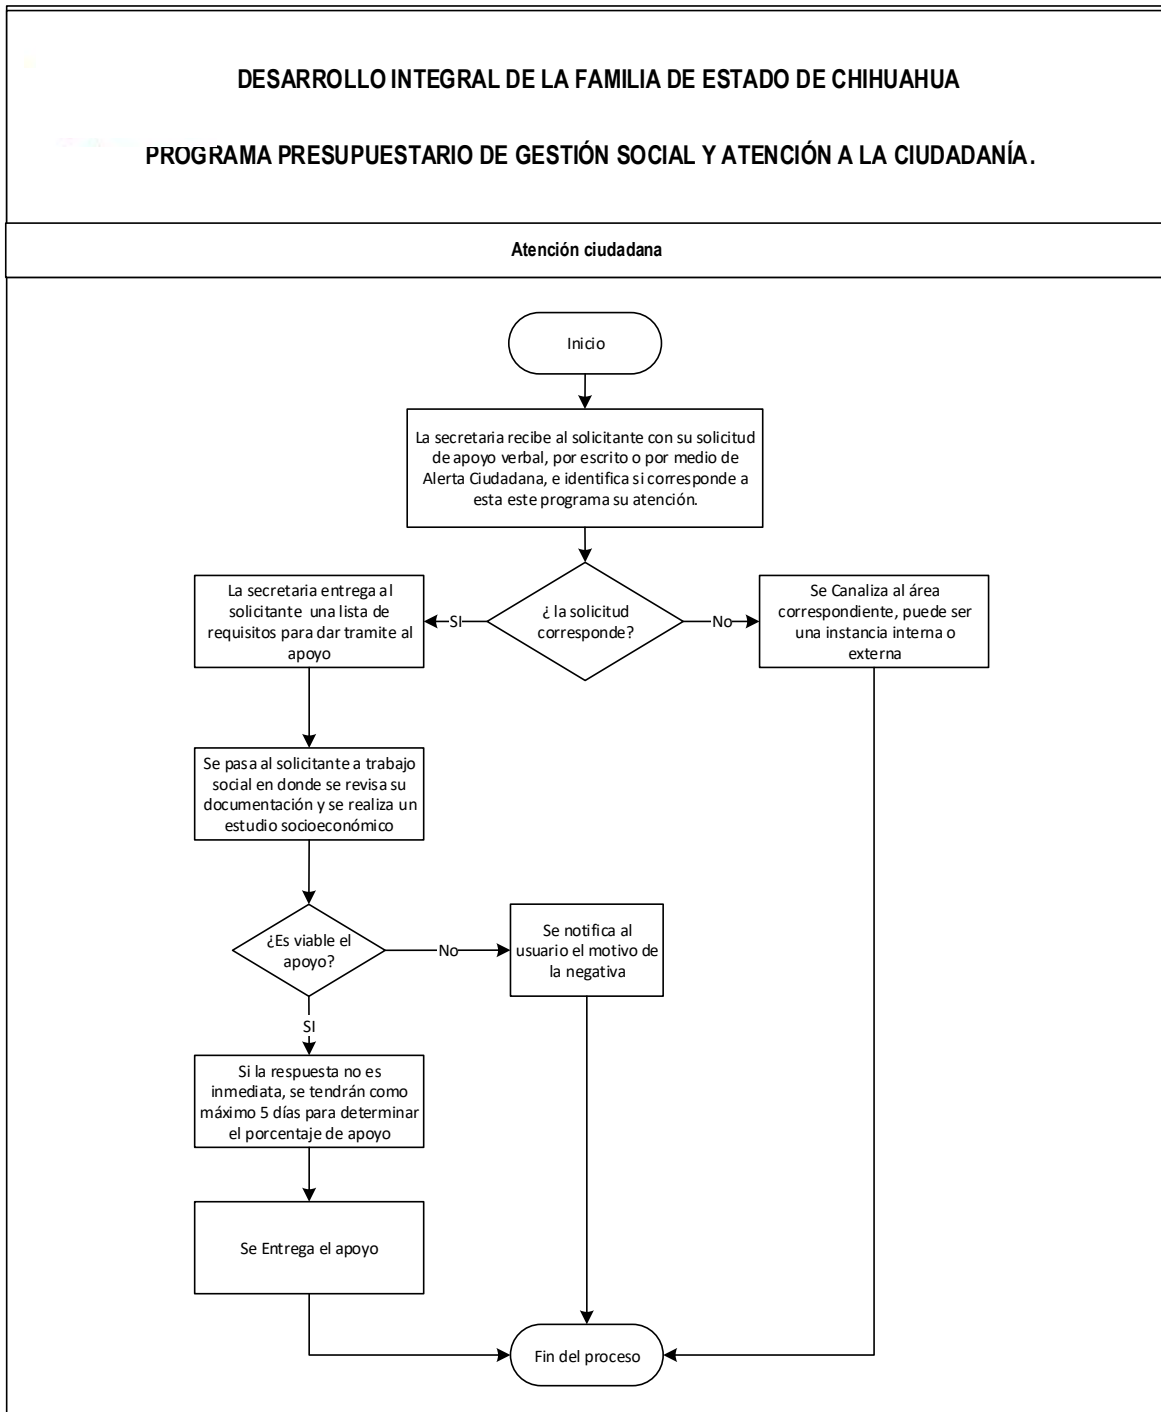 DESARROLLO INTEGRAL DE LA FAMILIA DE ESTADO DE CHIHUAHUA
PROGRAMA PRESUPUESTARIO DE GESTIÓN SOCIAL Y ATENCIÓN A LA CIUDADANÍA.
Atención ciudadana
Inicio
La secretaria recibe al solicitante con su solicitud
de apoyo verbal, por escrito o por medio de
Alerta Ciudadana, e identifica si corresponde a
esta este programa su atención.
La secretaria entrega al
solicitante una lista de
requisitos para dar tramite al
apoyo
SI
¿ la solicitud
corresponde?
No
Se Canaliza al área
correspondiente, puede ser
una instancia interna o
externa
Se pasa al solicitante a trabajo
social en donde se revisa su
documentación y se realiza un
estudio socioeconómico
¿Es viable el
apoyo?
No
Se notifica al
usuario el motivo de
la negativa
SI
Si la respuesta no es
inmediata, se tendrán como
máximo 5 días para determinar
el porcentaje de apoyo
Se Entrega el apoyo
Fin del proceso